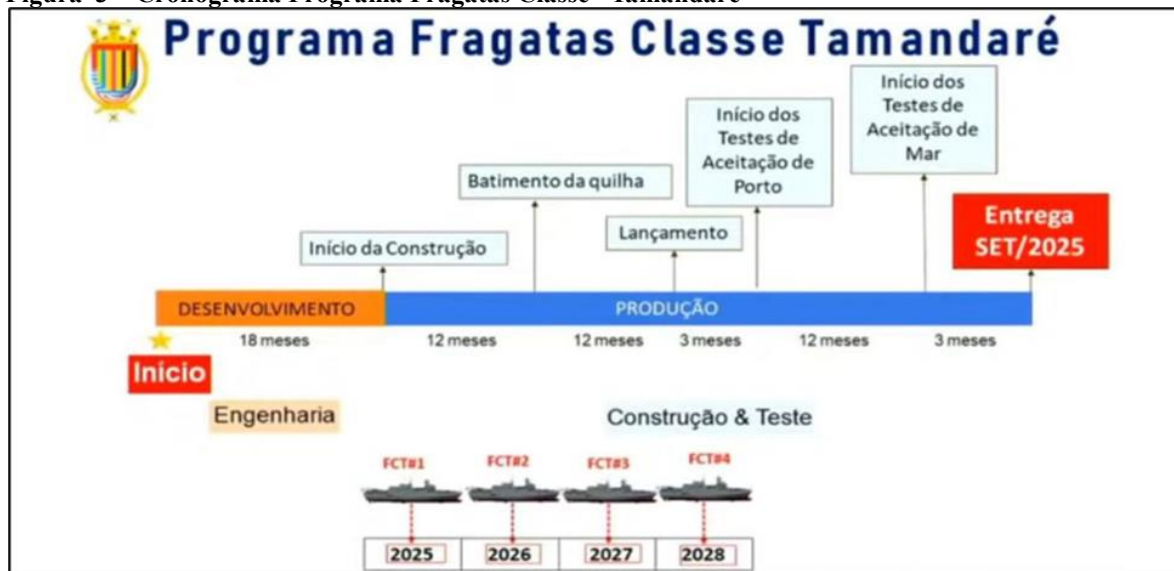 Programa Fragatas Classe Tamandaré
Início dos
Testes de
Aceitação de
Mar
Início dos
Testes de
Aceitação de
Porto
Batimento da quilha
Lançamento
Início da Construção
Entrega
SET/2025
DESENVOLVIMENTO
PRODUÇÃO
18 meses
12 meses
12 meses
3 meses
12 meses
3 meses
Início
Engenharia
Construção & Teste
FCT#1
FCT#2
FCT#3
FCT#4
2025
2026
2027
2028